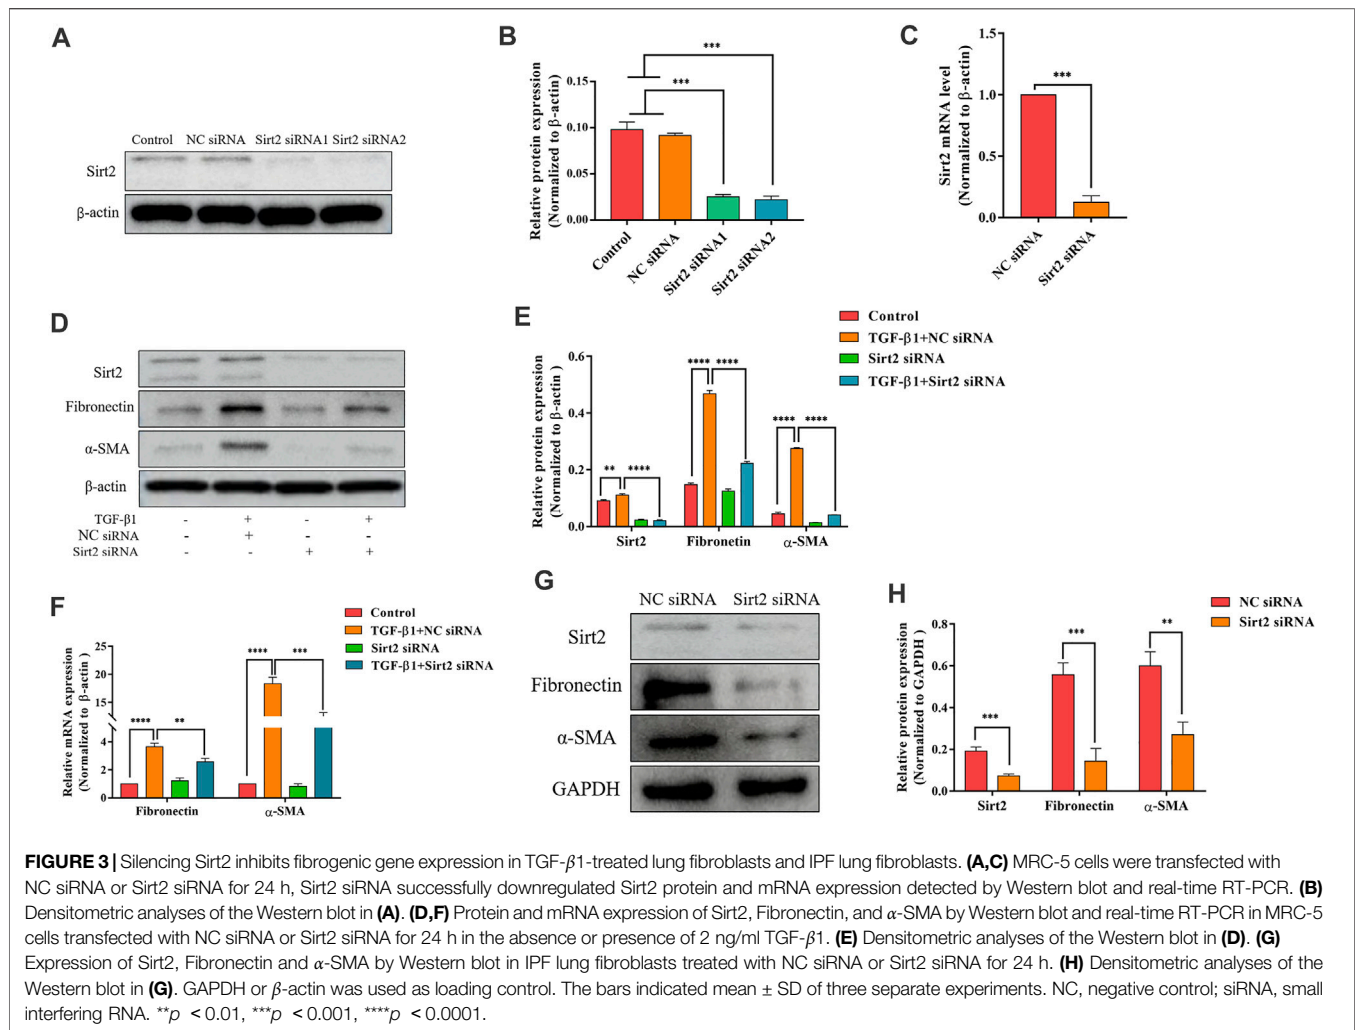 A
Control NC siRNA Sirt2 siRNA1 Sirt2 siRNA2
Sirt2
β-actin
B
Relative protein expression
(Normalized to β-actin)
0.15
0.10
0.05
0.00
***
***
Control
NC siRNA
Sirt2 siRNA1
Sirt2 siRNA2
C
Sirt2 mRNA level
(Normalized to β-actin)
1.5
1.0
0.5
0.0
***
NC siRNA
Sirt2 siRNA
D
Sirt2
Fibronectin
α-SMA
β-actin
TGF-β1 - + - +
NC siRNA - + - -
Sirt2 siRNA - - + +
E
Control
TGF-β1+NC siRNA
Sirt2 siRNA
TGF-β1+Sirt2 siRNA
Relative protein expression
(Normalized to β-actin)
0.6
0.4
0.2
0.0
** ****
**** ****
**** ****
Sirt2 Fibronetin α-SMA
F
Control
TGF-β1+NC siRNA
Sirt2 siRNA
TGF-β1+Sirt2 siRNA
Relative mRNA expression
(Normalized to β-actin )
25
20
15
4
2
0
**** **
**** ***
Fibronectin α-SMA
G
NC siRNA Sirt2 siRNA
Sirt2
Fibronectin
α-SMA
GAPDH
H
NC siRNA
Sirt2 siRNA
Relative protein expression
(Normalized to GAPDH )
0.8
0.6
0.4
0.2
0.0
***
***
**
Sirt2 Fibronectin α-SMA
FIGURE 3 | Silencing Sirt2 inhibits fibrogenic gene expression in TGF-β1-treated lung fibroblasts and IPF lung fibroblasts. (A,C) MRC-5 cells were transfected with
NC siRNA or Sirt2 siRNA for 24 h, Sirt2 siRNA successfully downregulated Sirt2 protein and mRNA expression detected by Western blot and real-time RT-PCR. (B)
Densitometric analyses of the Western blot in (A). (D,F) Protein and mRNA expression of Sirt2, Fibronectin, and α-SMA by Western blot and real-time RT-PCR in MRC-5
cells transfected with NC siRNA or Sirt2 siRNA for 24 h in the absence or presence of 2 ng/ml TGF-β1. (E) Densitometric analyses of the Western blot in (D). (G)
Expression of Sirt2, Fibronectin and α-SMA by Western blot in IPF lung fibroblasts treated with NC siRNA or Sirt2 siRNA for 24 h. (H) Densitometric analyses of the
Western blot in (G). GAPDH or β-actin was used as loading control. The bars indicated mean ± SD of three separate experiments. NC, negative control; siRNA, small
interfering RNA. **p < 0.01, ***p < 0.001, ****p < 0.0001.